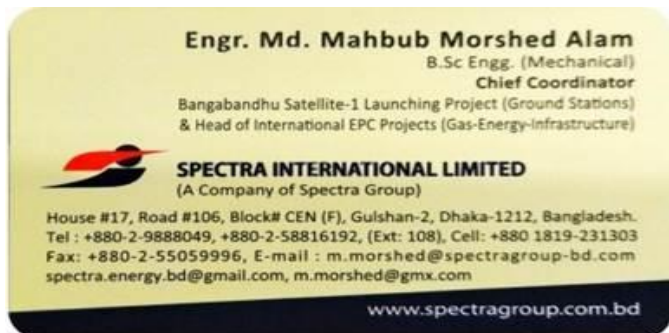 Engr. Md. Mahbub Morshed Alam
B.Sc Engg. (Mechanical)
Chief Coordinator
Bangabandhu Satellite-1 Launching Project (Ground Stations)
& Head of International EPC Projects (Gas-Energy-Infrastructure)
SPECTRA INTERNATIONAL LIMITED
(A Company of Spectra Group)
House #17, Road #106, Block# CEN (F), Gulshan-2, Dhaka-1212, Bangladesh.
Tel : +880-2-9888049, +880-2-58816192, (Ext: 108), Cell: +880 1819-231303
Fax: +880-2-55059996, E-mail : m.morshed@spectragroup-bd.com
spectra.energy.bd@gmail.com, m.morshed@gmx.com
www.spectragroup.com.bd